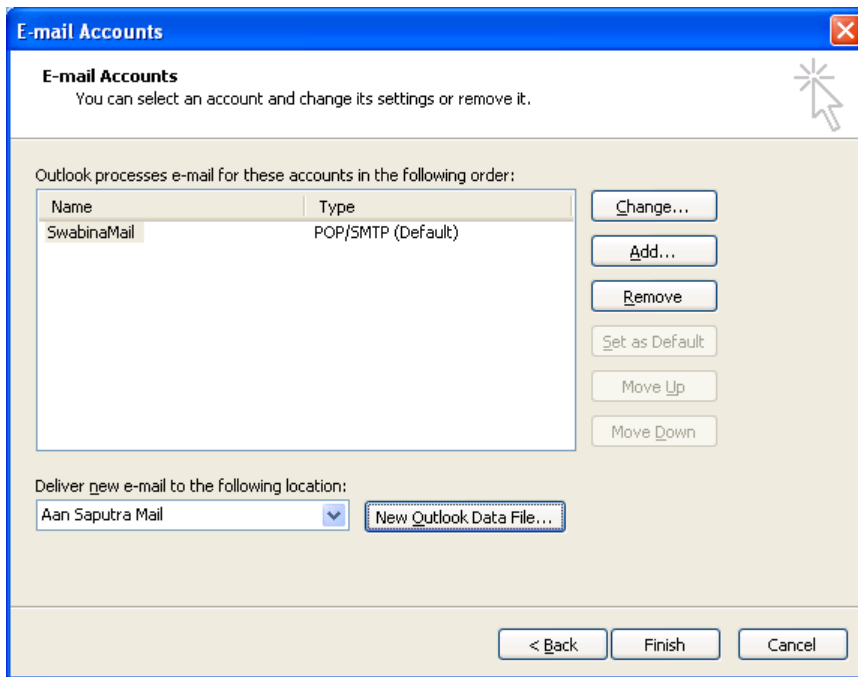 E-mail Accounts
E-mail Accounts
You can select an account and change its settings or remove it.
Outlook processes e-mail for these accounts in the following order:
Name Type
SwabinaMail POP/SMTP (Default)
Change...
Add...
Remove
Set as Default
Move Up
Move Down
Deliver new e-mail to the following location:
Aan Saputra Mail New Outlook Data File...
< Back Finish Cancel